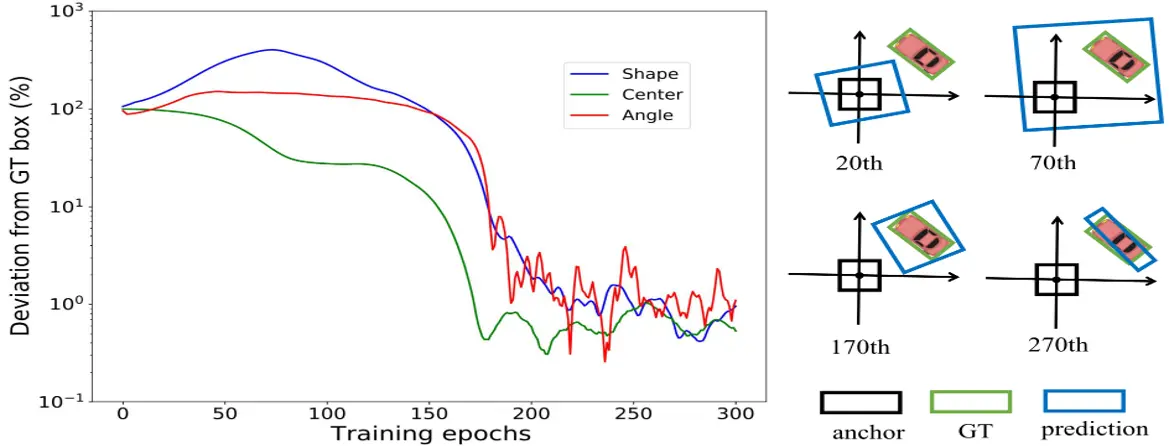 Deviation from GT box (%)
10³
10²
10¹
10⁰
10⁻¹
Shape
Center
Angle
0 50 100 150 200 250 300
Training epochs
20th 70th
170th 270th
anchor GT prediction